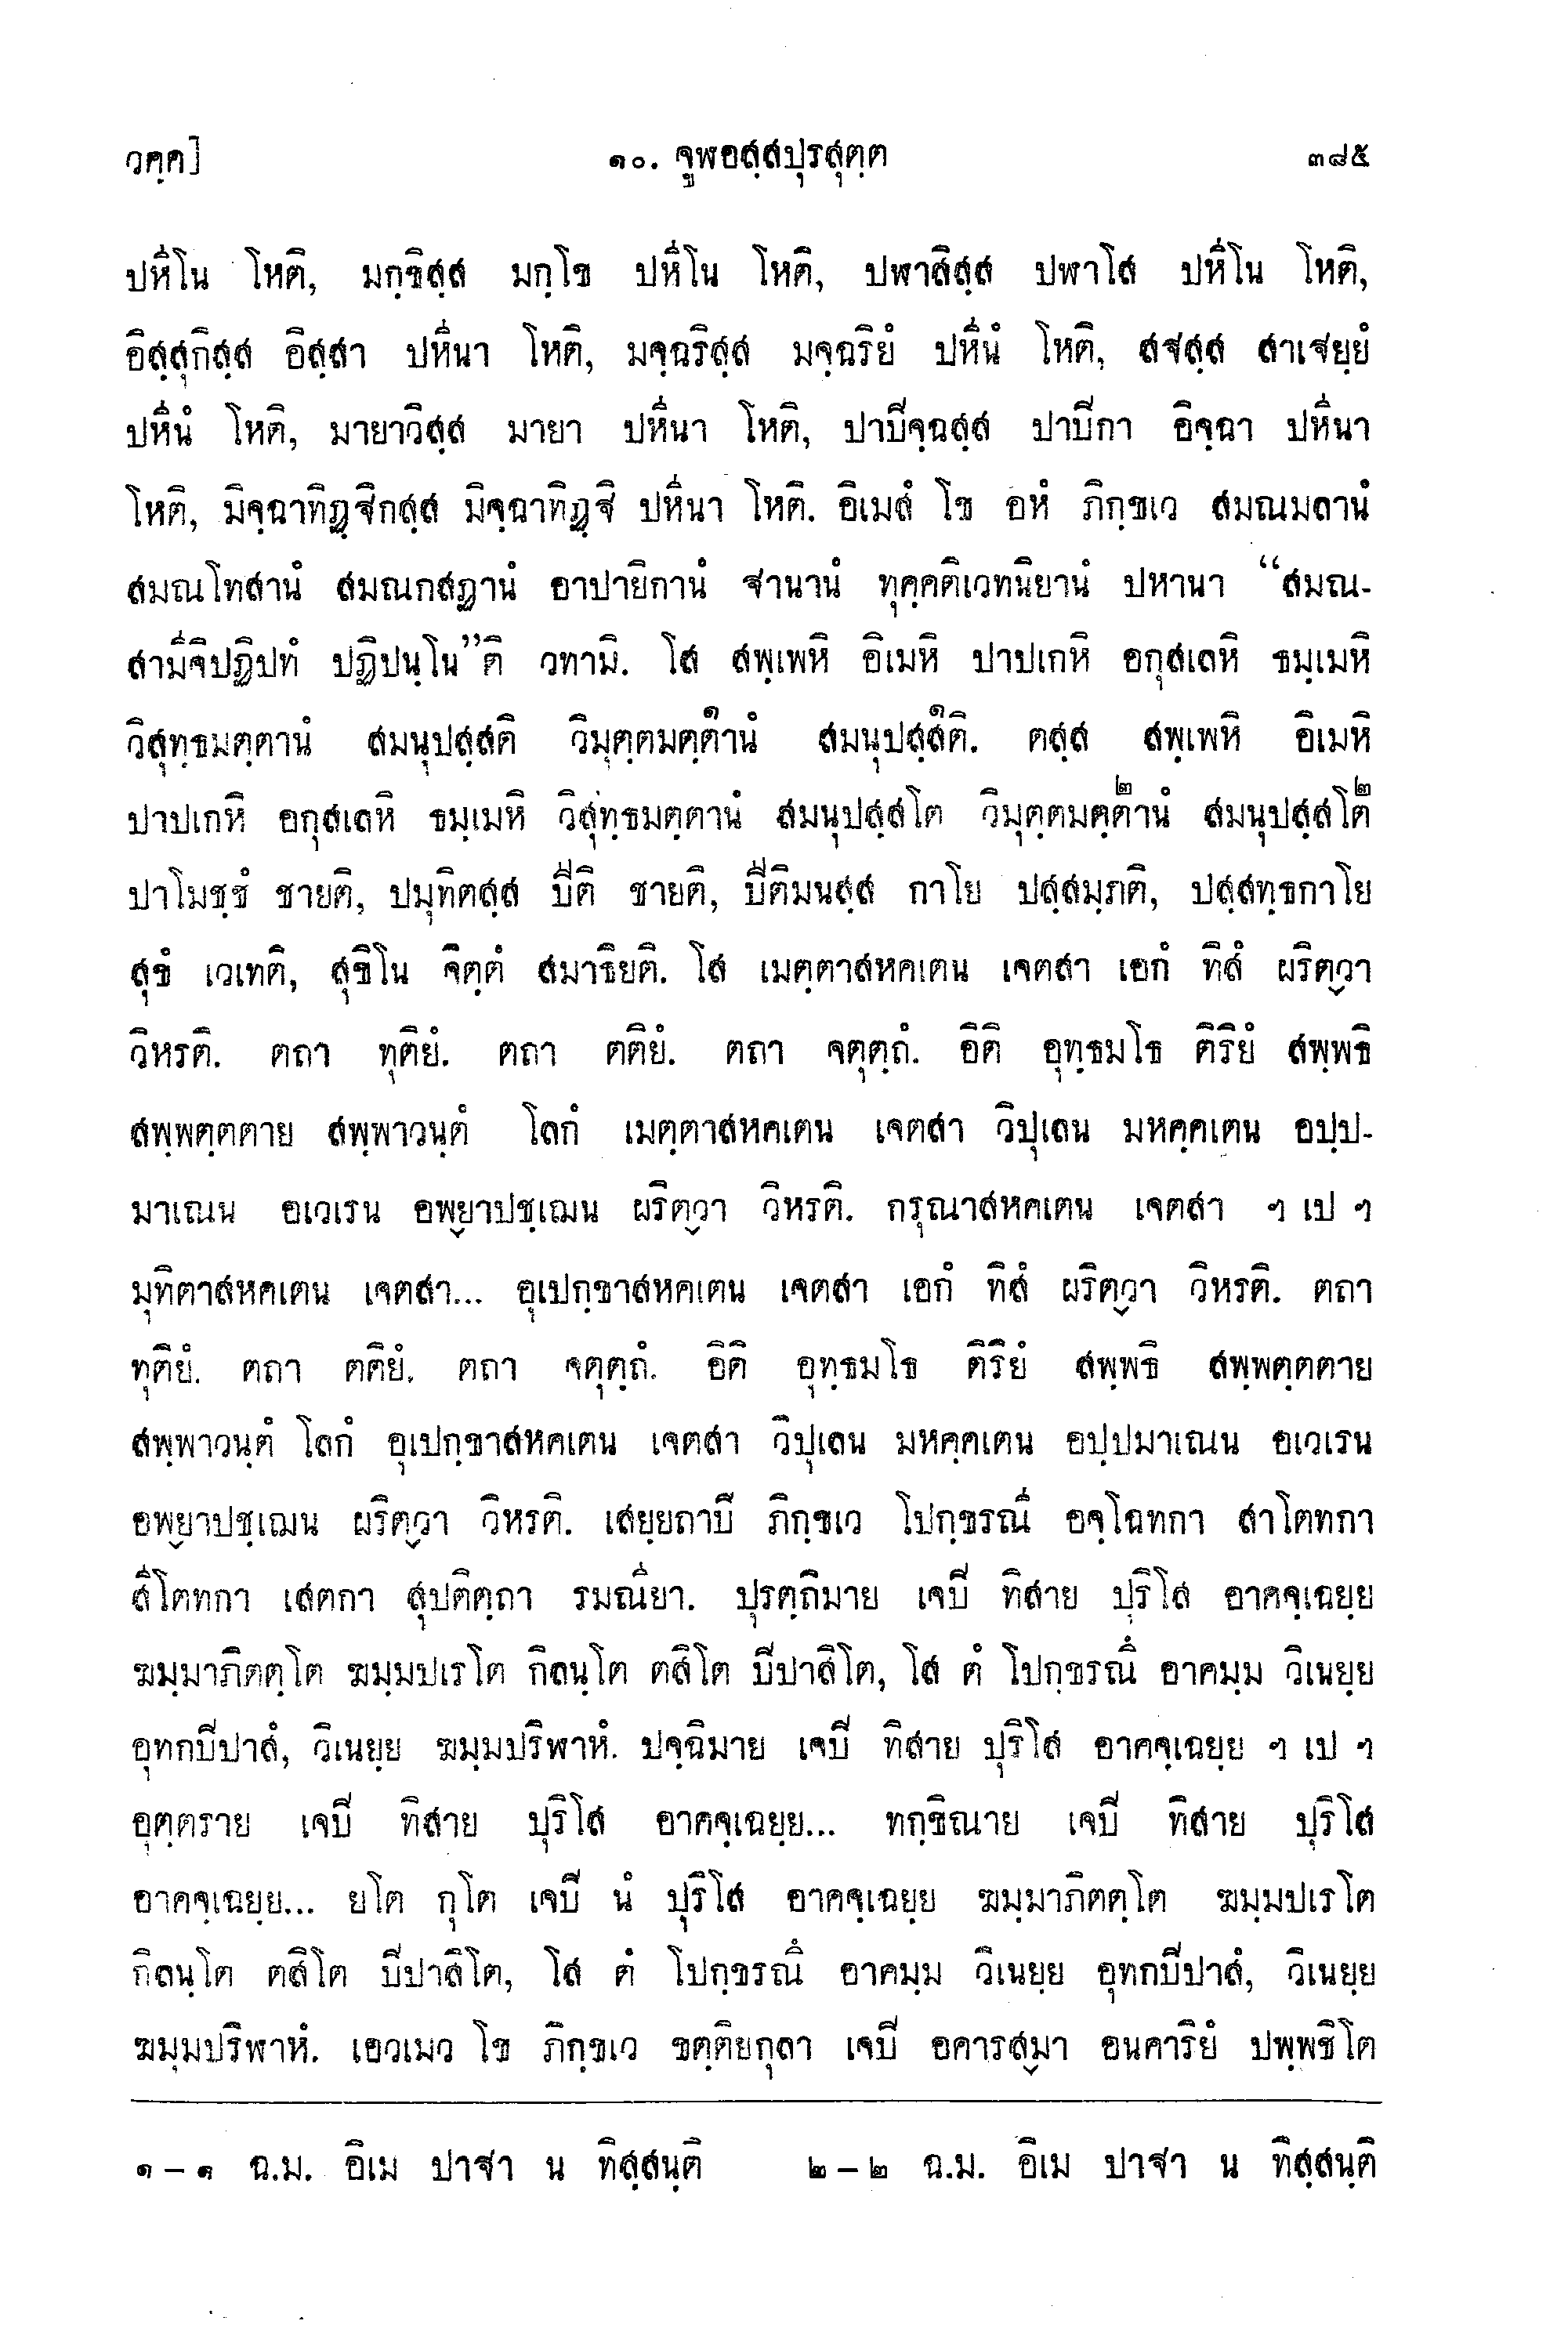 วคฺค]
๑๐. จูฬอสฺสปุรสุตฺต
๓๘๕
ปหีโน โหติ, มกฺขิสฺส มกฺโข ปหีโน โหติ, ปฬาสิสฺส ปฬาโส ปหีโน โหติ,
อิสฺสุกิสฺส อิสฺสา ปหีนา โหติ, มจฺฉริสฺส มจฺฉริยํ ปหีนํ โหติ, สฐสฺส สาเฐยฺยํ
ปหีนํ โหติ, มายาวิสฺส มายา ปหีนา โหติ, ปาปิจฺฉสฺส ปาปิกา อิจฺฉา ปหีนา
โหติ, มิจฺฉาทิฏฺฐิกสฺส มิจฺฉาทิฏฺฐิ ปหีนา โหติ. อิเมสํ โข อหํ ภิกฺขเว สมณมลานํ
สมณโทสานํ สมณกสฏานํ อาปายิกานํ ฐานานํ ทุคฺคติเวทนิยานํ ปหานา “สมณ-
สามีจิปฏิปทํ ปฏิปนฺโน”ติ วทามิ. โส สพฺเพหิ อิเมหิ ปาปเกหิ อกุสเลหิ ธมฺเมหิ
วิสุทฺธมตฺตานํ สมนุปสฺสติ วิมุตฺตมตฺต๑านํ สมนุปสฺส๑ติ. ตสฺส สพฺเพหิ อิเมหิ
ปาปเกหิ อกุสเลหิ ธมฺเมหิ วิสุทฺธมตฺตานํ สมนุปสฺสโต วิมุตฺตมตฺต๒านํ สมนุปสฺสโต๒
ปาโมชฺชํ ชายติ, ปมุทิตสฺส ปีติ ชายติ, ปีติมนสฺส กาโย ปสฺสมฺภติ, ปสฺสทฺธกาโย
สุขํ เวเทติ, สุขิโน จิตฺตํ สมาธิยติ. โส เมตฺตาสหคเตน เจตสา เอกํ ทิสํ ผริตฺวา
วิหรติ. ตถา ทุติยํ. ตถา ตติยํ. ตถา จตุตฺถํ. อิติ อุทฺธมโธ ติริยํ สพฺพธิ
สพฺพตฺตตาย สพฺพาวนฺตํ โลกํ เมตฺตาสหคเตน เจตสา วิปุเลน มหคฺคเตน อปฺป-
มาเณน อเวเรน อพฺยาปชฺเฌน ผริตฺวา วิหรติ. กรุณาสหคเตน เจตสา ฯ เป ฯ
มุทิตาสหคเตน เจตสา... อุเปกฺขาสหคเตน เจตสา เอกํ ทิสํ ผริตฺวา วิหรติ. ตถา
ทุติยํ. ตถา ตติยํ. ตถา จตุตฺถํ. อิติ อุทฺธมโธ ติริยํ สพฺพธิ สพฺพตฺตตาย
สพฺพาวนฺตํ โลกํ อุเปกฺขาสหคเตน เจตสา วิปุเลน มหคฺคเตน อปฺปมาเณน อเวเรน
อพฺยาปชฺเฌน ผริตฺวา วิหรติ. เสยฺยถาปิ ภิกฺขเว โปกฺขรณี อจฺโฉทกา สาโตทกา
สีโตทกา เสตกา สุปติตฺถา รมณียา. ปุรตฺถิมาย เจปิ ทิสาย ปุริโส อาคจฺเฉยฺย
ฆมฺมาภิตตฺโต ฆมฺมปเรโต กิลนฺโต ตสิโต ปิปาสิโต, โส ตํ โปกฺขรณึ อาคมฺม วิเนยฺย
อุทกปิปาสํ, วิเนยฺย ฆมฺมปริฬาหํ. ปจฺฉิมาย เจปิ ทิสาย ปุริโส อาคจฺเฉยฺย ฯ เป ฯ
อุตฺตราย เจปิ ทิสาย ปุริโส อาคจฺเฉยฺย... ทกฺขิณาย เจปิ ทิสาย ปุริโส
อาคจฺเฉยฺย... ยโต กุโต เจปิ นํ ปุริโส อาคจฺเฉยฺย ฆมฺมาภิตตฺโต ฆมฺมปเรโต
กิลนฺโต ตสิโต ปิปาสิโต, โส ตํ โปกฺขรณึ อาคมฺม วิเนยฺย อุทกปิปาสํ, วิเนยฺย
ฆมฺมปริฬาหํ. เอวเมว โข ภิกฺขเว ขตฺติยกุลา เจปิ อคารสฺมา อนคาริยํ ปพฺพชิโต
๑ – ๑ ฉ.ม. อิเม ปาฐา น ทิสฺสนฺติ ๒ – ๒ ฉ.ม. อิเม ปาฐา น ทิสฺสนฺติ